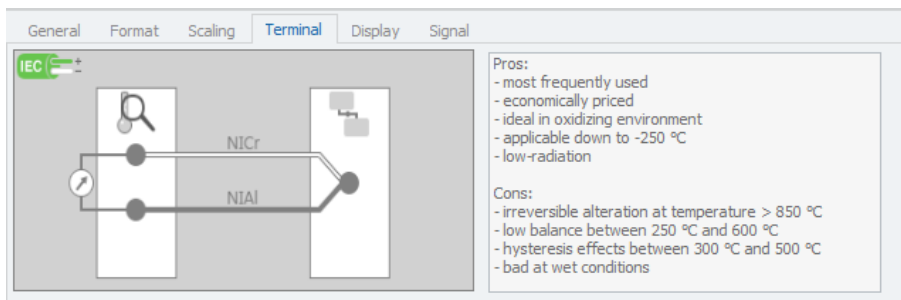 General Format Scaling Terminal Display Signal
IEC + -
NICr
NIAl
Pros:
- most frequently used
- economically priced
- ideal in oxidizing environment
- applicable down to -250 °C
- low-radiation
Cons:
- irreversible alteration at temperature > 850 °C
- low balance between 250 °C and 600 °C
- hysteresis effects between 300 °C and 500 °C
- bad at wet conditions